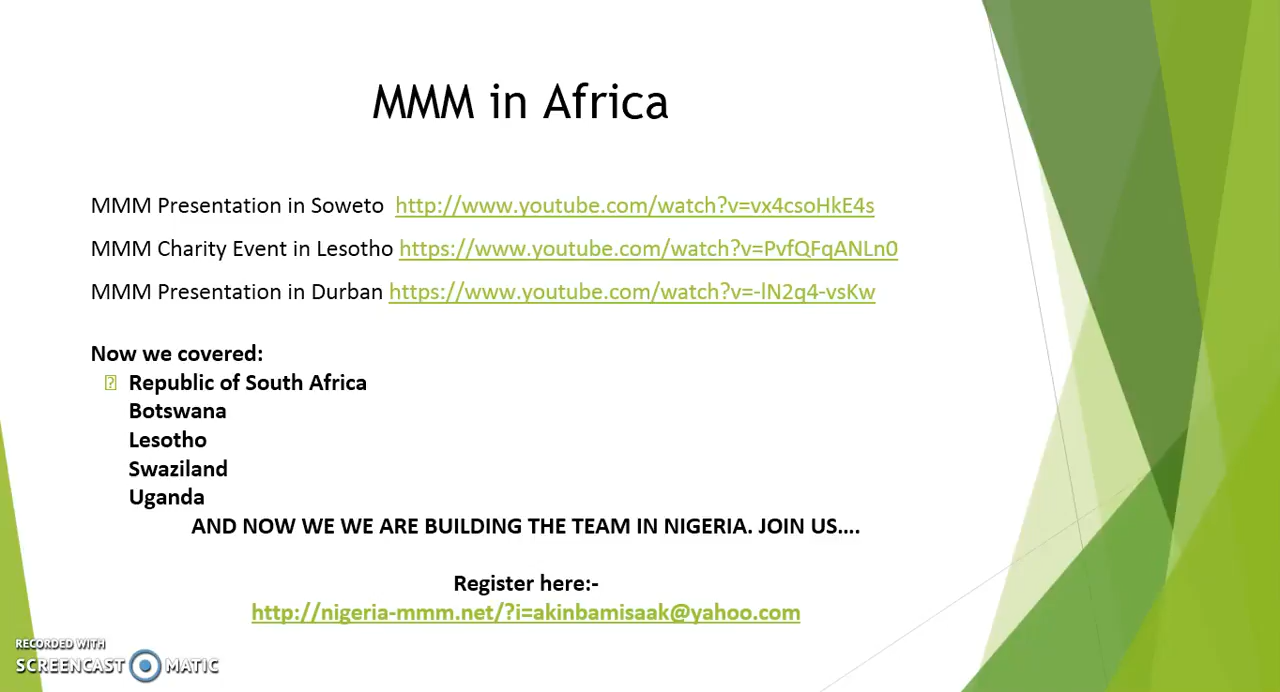 MMM in Africa
MMM Presentation in Soweto http://www.youtube.com/watch?v=vx4csoHkE4s
MMM Charity Event in Lesotho https://www.youtube.com/watch?v=PvfQFqANLn0
MMM Presentation in Durban https://www.youtube.com/watch?v=-lN2q4-vsKw
Now we covered:
Republic of South Africa
Botswana
Lesotho
Swaziland
Uganda
AND NOW WE WE ARE BUILDING THE TEAM IN NIGERIA. JOIN US....
Register here:-
http://nigeria-mmm.net/?i=akinbamisaak@yahoo.com
RECORDED WITH
SCREENCAST MATIC